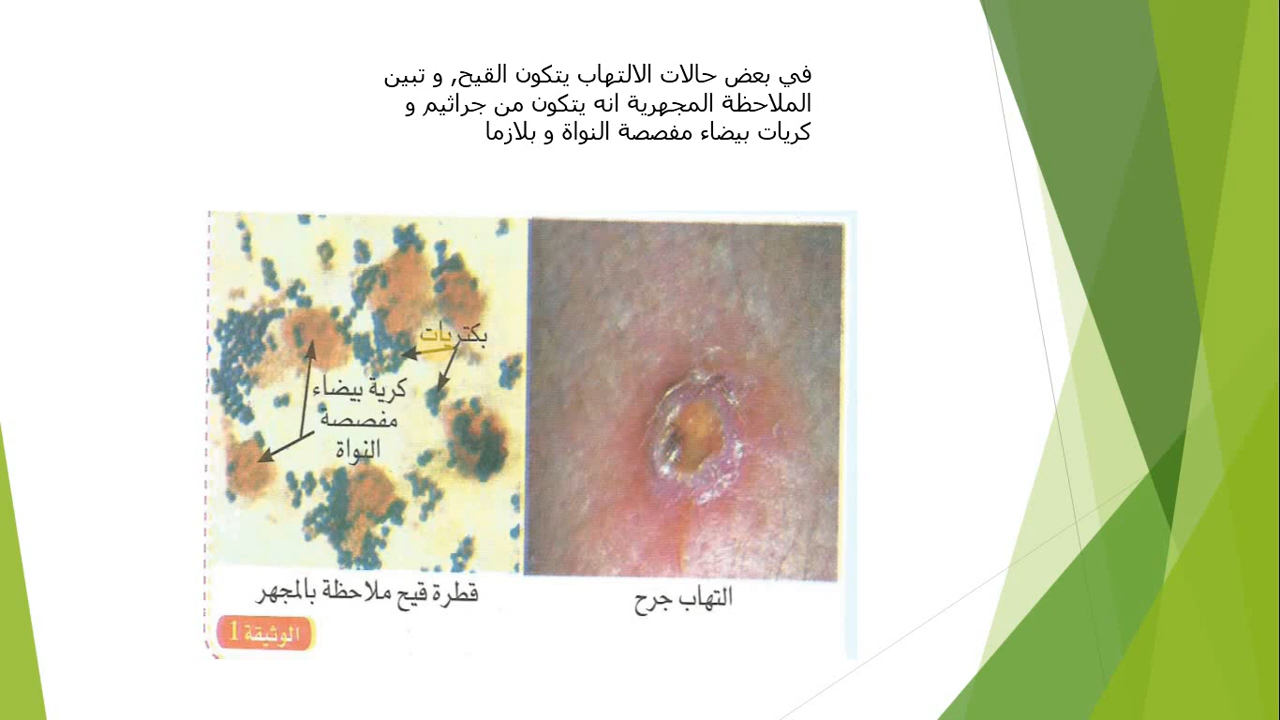 في بعض حالات الالتهاب يتكون القيح, و تبين
الملاحظة المجهرية انه يتكون من جراثيم و
كريات بيضاء مفصصة النواة و بلازما
بكتريات
كرية بيضاء
مفصصة
النواة
قطرة قيح ملاحظة بالمجهر
التهاب جرح
الوثيقة 1